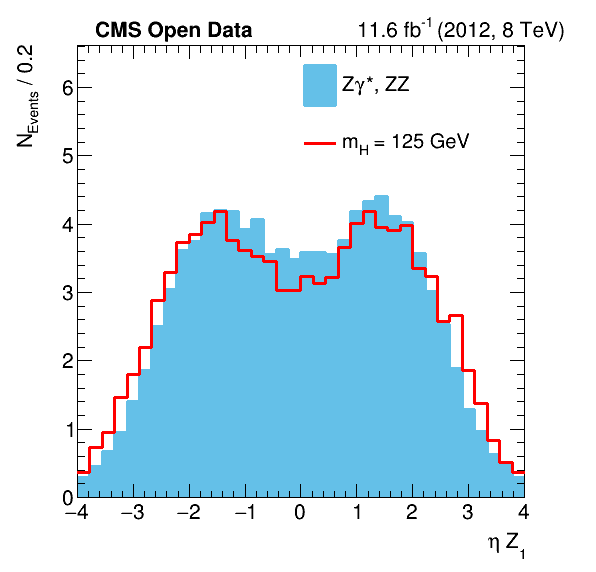 CMS Open Data
11.6 fb⁻¹ (2012, 8 TeV)
N_Events / 0.2
Zγ*, ZZ
m_H = 125 GeV
6
5
4
3
2
1
0
−4 −3 −2 −1 0 1 2 3 4
η Z₁